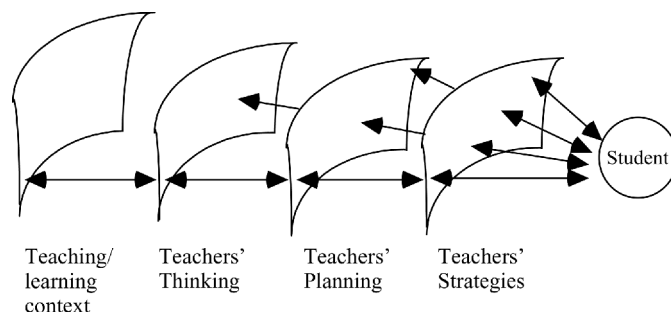 Student
Teaching/
learning
context
Teachers’
Thinking
Teachers’
Planning
Teachers’
Strategies